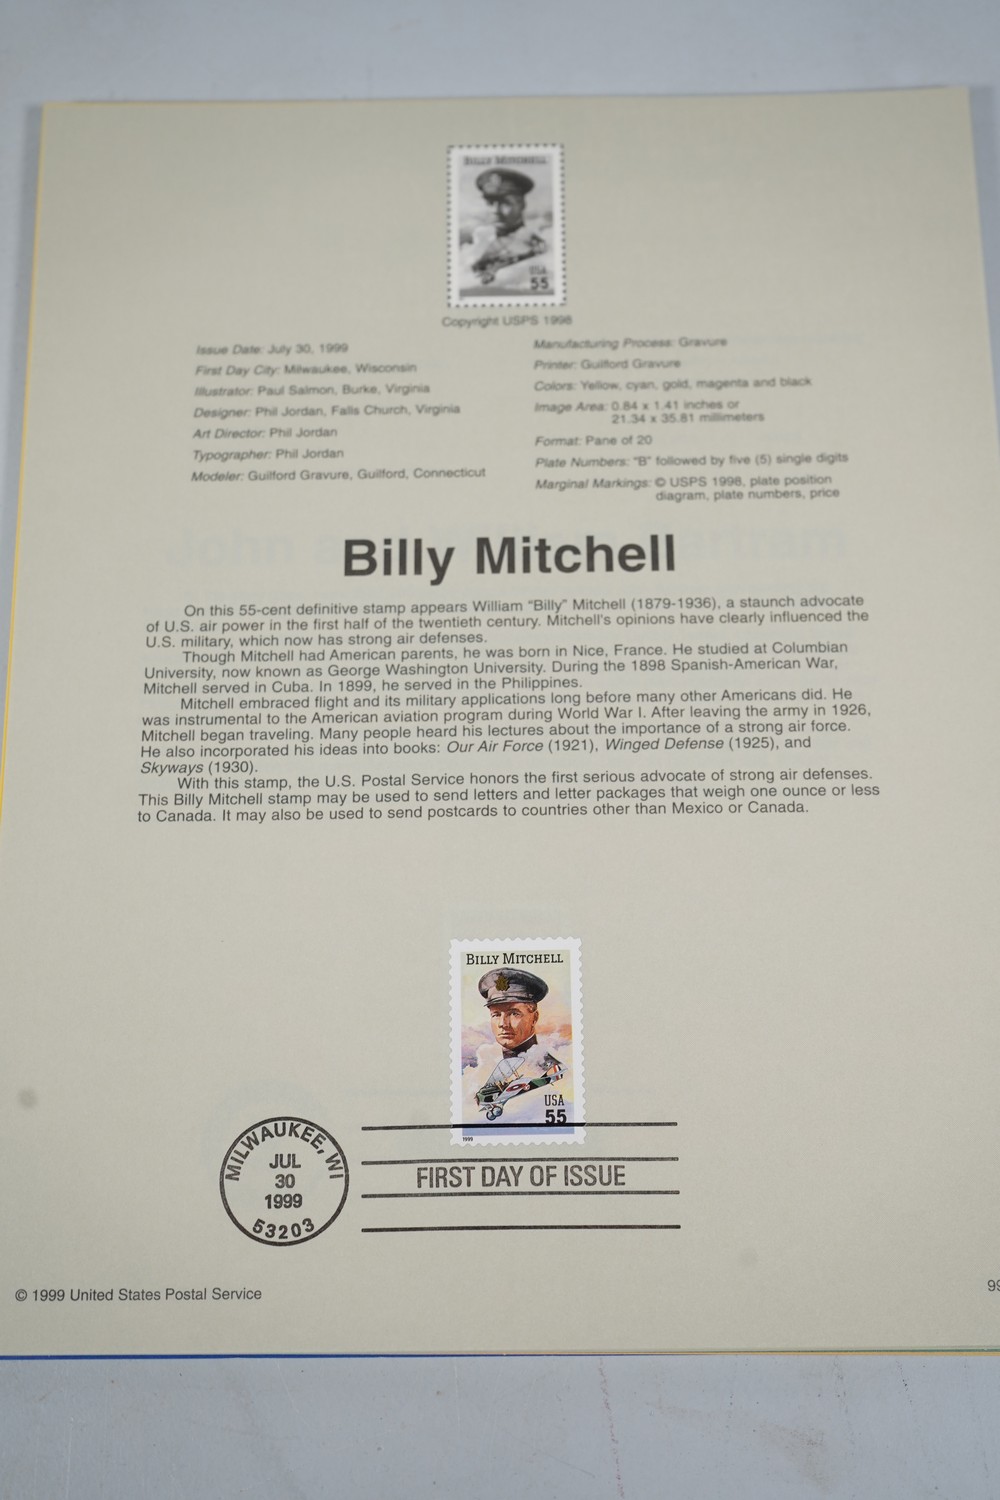 BILLY MITCHELL
USA
55
Copyright USPS 1998
Issue Date: July 30, 1999
First Day City: Milwaukee, Wisconsin
Illustrator: Paul Salmon, Burke, Virginia
Designer: Phil Jordan, Falls Church, Virginia
Art Director: Phil Jordan
Typographer: Phil Jordan
Modeler: Guilford Gravure, Guilford, Connecticut
Manufacturing Process: Gravure
Printer: Guilford Gravure
Colors: Yellow, cyan, gold, magenta and black
Image Area: 0.84 x 1.41 inches or
21.34 x 35.81 millimeters
Format: Pane of 20
Plate Numbers: "B" followed by five (5) single digits
Marginal Markings: © USPS 1998, plate position
diagram, plate numbers, price
Billy Mitchell
On this 55-cent definitive stamp appears William "Billy" Mitchell (1879-1936), a staunch advocate
of U.S. air power in the first half of the twentieth century. Mitchell's opinions have clearly influenced the
U.S. military, which now has strong air defenses.
Though Mitchell had American parents, he was born in Nice, France. He studied at Columbian
University, now known as George Washington University. During the 1898 Spanish-American War,
Mitchell served in Cuba. In 1899, he served in the Philippines.
Mitchell embraced flight and its military applications long before many other Americans did. He
was instrumental to the American aviation program during World War I. After leaving the army in 1926,
Mitchell began traveling. Many people heard his lectures about the importance of a strong air force.
He also incorporated his ideas into books: Our Air Force (1921), Winged Defense (1925), and
Skyways (1930).
With this stamp, the U.S. Postal Service honors the first serious advocate of strong air defenses.
This Billy Mitchell stamp may be used to send letters and letter packages that weigh one ounce or less
to Canada. It may also be used to send postcards to countries other than Mexico or Canada.
BILLY MITCHELL
USA
55
1999
MILWAUKEE, WI
JUL
30
1999
53203
FIRST DAY OF ISSUE
© 1999 United States Postal Service
99